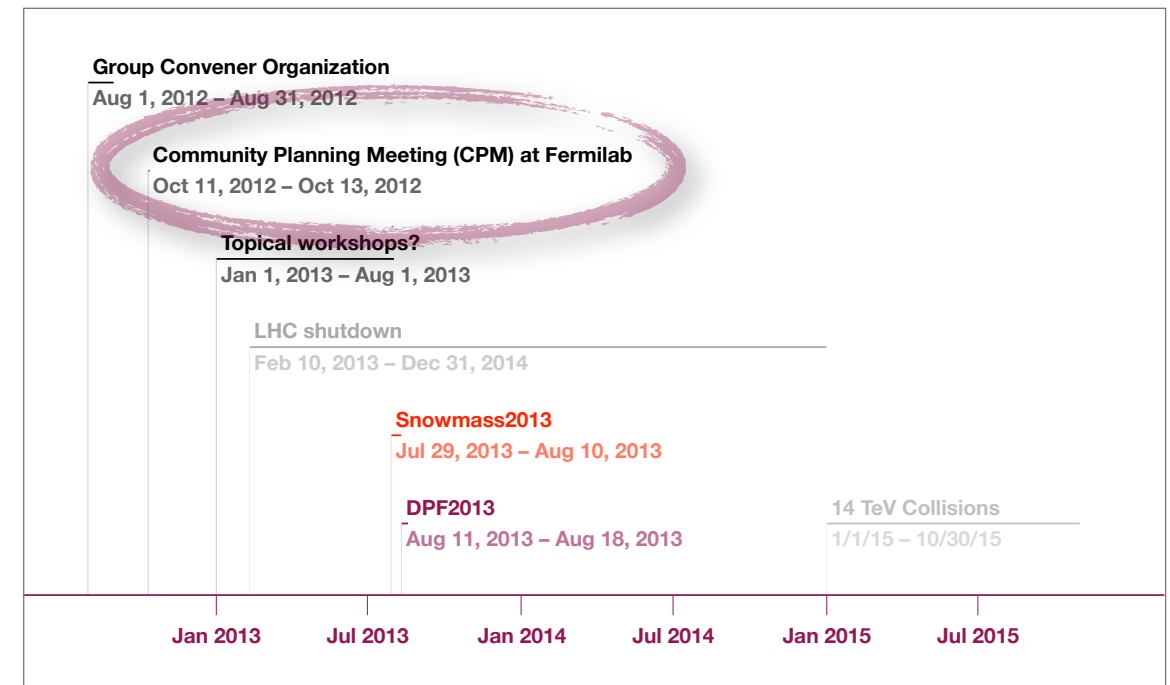 Group Convener Organization
Aug 1, 2012 – Aug 31, 2012
Community Planning Meeting (CPM) at Fermilab
Oct 11, 2012 – Oct 13, 2012
Topical workshops?
Jan 1, 2013 – Aug 1, 2013
LHC shutdown
Feb 10, 2013 – Dec 31, 2014
Snowmass2013
Jul 29, 2013 – Aug 10, 2013
DPF2013
Aug 11, 2013 – Aug 18, 2013
14 TeV Collisions
1/1/15 – 10/30/15
Jan 2013 Jul 2013 Jan 2014 Jul 2014 Jan 2015 Jul 2015